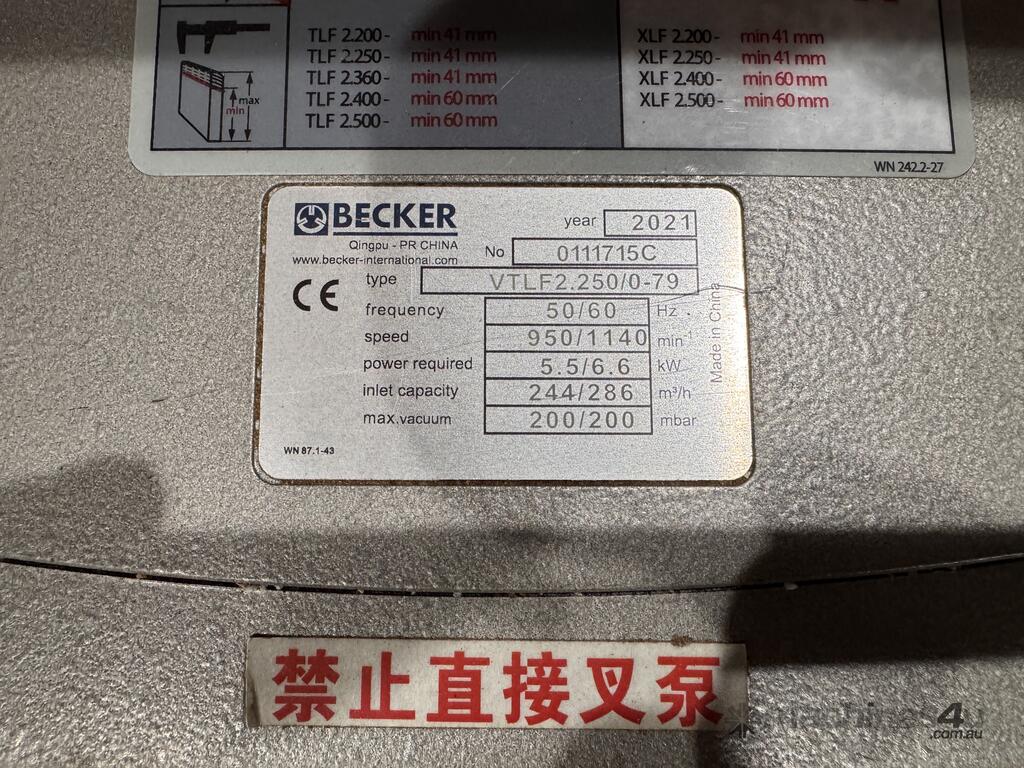 TLF 2.200- min 41 mm
TLF 2.250- min 41 mm
TLF 2.360- min 41 mm
TLF 2.400- min 60 mm
TLF 2.500- min 60 mm
XLF 2.200- min 41 mm
XLF 2.250- min 41 mm
XLF 2.400- min 60 mm
XLF 2.500- min 60 mm
max
min
WN 242.2-27
BECKER
Qingpu - PR CHINA
www.becker-international.com
CE
year 2021
No 0111715C
type VTLF2.250/0-79
frequency 50/60 Hz
speed 950/1140 min-1
power required 5.5/6.6 kW
inlet capacity 244/286 m³/h
max.vacuum 200/200 mbar
Made in China
WN 87.1-43
禁止直接叉泵
machines4u
.com.au